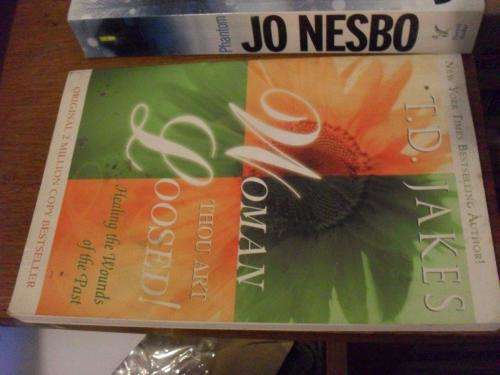 Phantom
JO NESBO
NEW YORK TIMES BESTSELLING AUTHOR!
T.D. JAKES
WOMAN
THOU ART
LOOSED!
Healing the Wounds
of the Past
ORIGINAL 2 MILLION COPY BESTSELLER